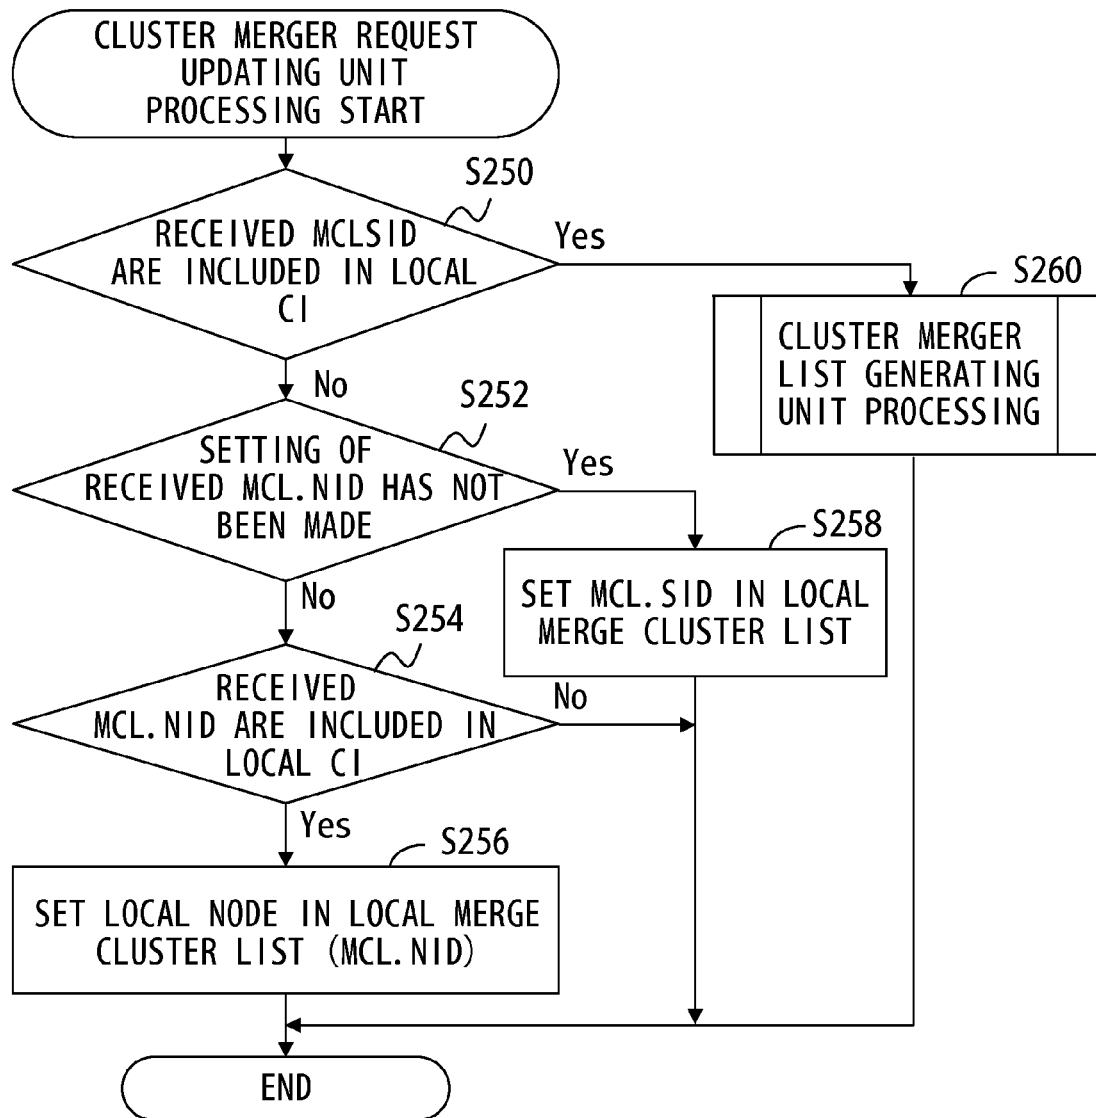 CLUSTER MERGER REQUEST
UPDATING UNIT
PROCESSING START
S250
RECEIVED MCLSID
ARE INCLUDED IN LOCAL
CI
Yes
S260
CLUSTER MERGER
LIST GENERATING
UNIT PROCESSING
No
S252
SETTING OF
RECEIVED MCL.NID HAS NOT
BEEN MADE
Yes
S258
SET MCL.SID IN LOCAL
MERGE CLUSTER LIST
No
S254
RECEIVED
MCL.NID ARE INCLUDED IN
LOCAL CI
No
Yes
S256
SET LOCAL NODE IN LOCAL MERGE
CLUSTER LIST (MCL.NID)
END